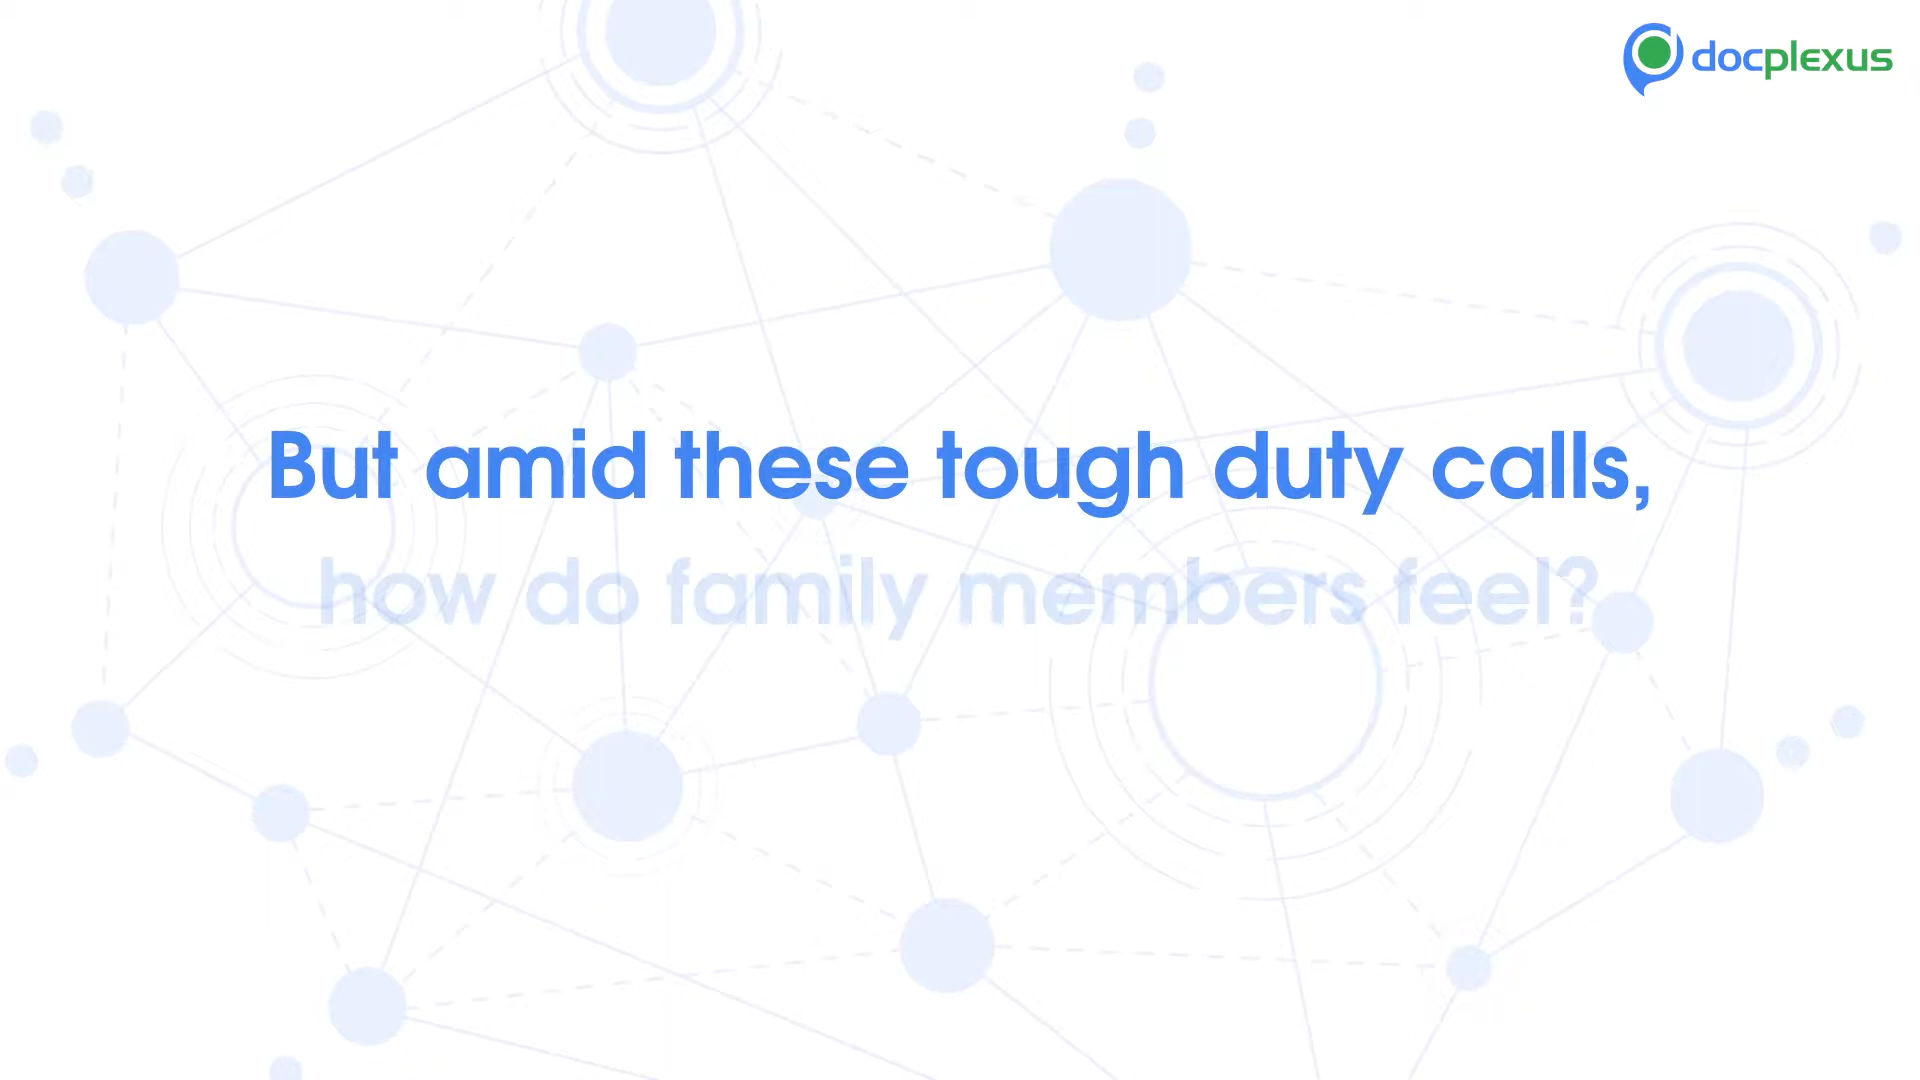 docplexus
But amid these tough duty calls,
how do family members feel?